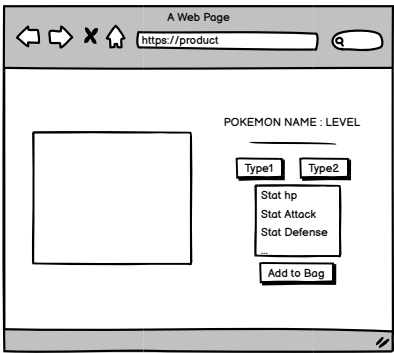 A Web Page
https://product
POKEMON NAME : LEVEL
Type1 Type2
Stat hp
Stat Attack
Stat Defense
...
Add to Bag